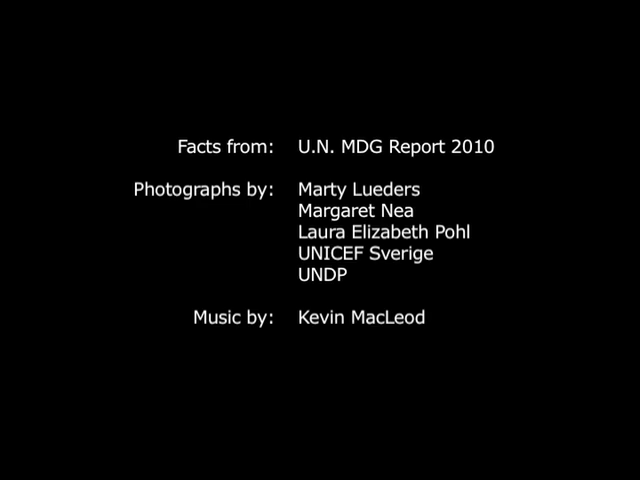 Facts from: U.N. MDG Report 2010
Photographs by: Marty Lueders
Margaret Nea
Laura Elizabeth Pohl
UNICEF Sverige
UNDP
Music by: Kevin MacLeod